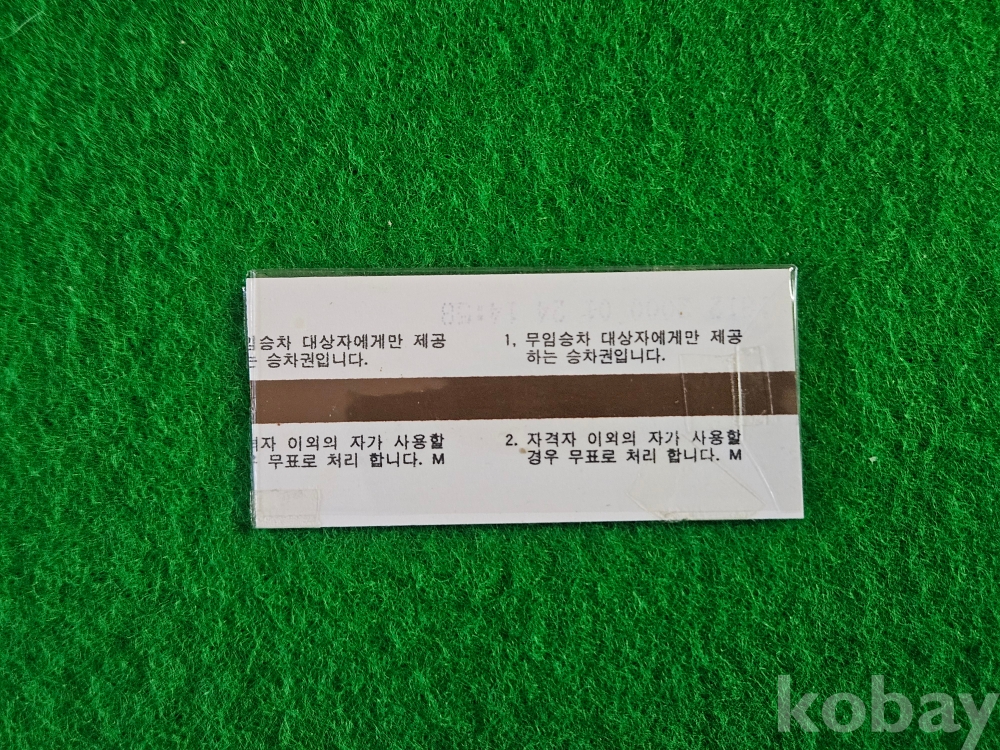 승차 대상자에게만 제공
승차권입니다.
자 이외의 자가 사용할
무표로 처리 합니다. M
1, 무임승차 대상자에게만 제공
하는 승차권입니다.
2. 자격자 이외의 자가 사용할
경우 무표로 처리 합니다. M
kobay